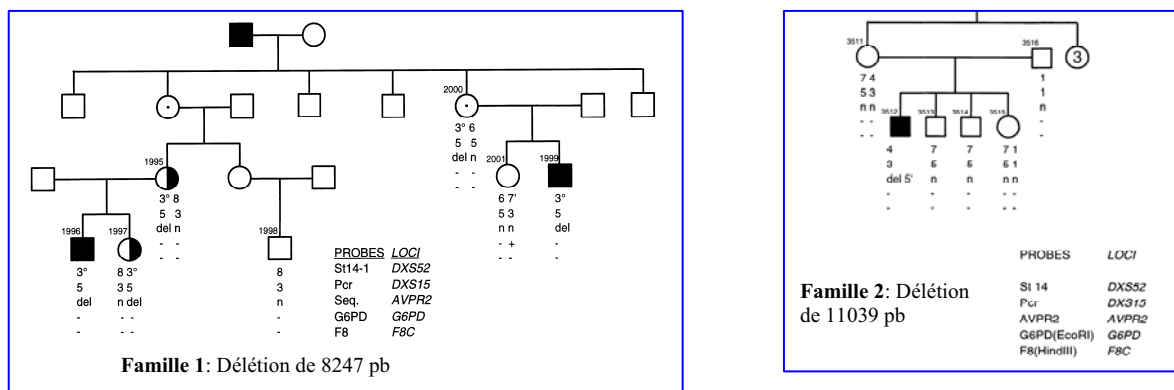 2000
3° 6
5 5
del n
- -
- -
2001
1999
6 7'
5 3
n n
- +
- -
3°
5
del
-
-
1995
3° 8
5 3
del n
- -
- -
1996
1997
1998
3°
5
del
-
-
8 3°
3 5
n del
- -
- -
8
3
n
-
-
PROBES LOCI
St14-1 DXS52
Pcr DXS15
Seq. AVPR2
G6PD G6PD
F8 F8C
Famille 1: Délétion de 8247 pb
3511
3516
3
7 4
5 3
n n
- -
- -
1
1
n
-
-
3512
3513
3514
3515
4
3
del 5'
-
-
7
5
n
-
-
7
5
n
-
-
7 1
5 1
n n
- -
- -
PROBES LOCI
St 14 DXS52
Pcr DXS15
AVPR2 AVPR2
G6PD(EcoRI) G6PD
F8(HindIII) F8C
Famille 2: Délétion
de 11039 pb